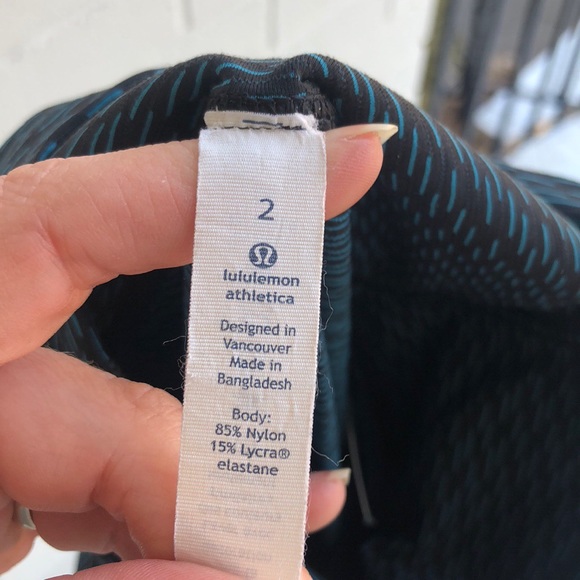 2
lululemon
athletica
Designed in
Vancouver
Made in
Bangladesh
Body:
85% Nylon
15% Lycra®
elastane